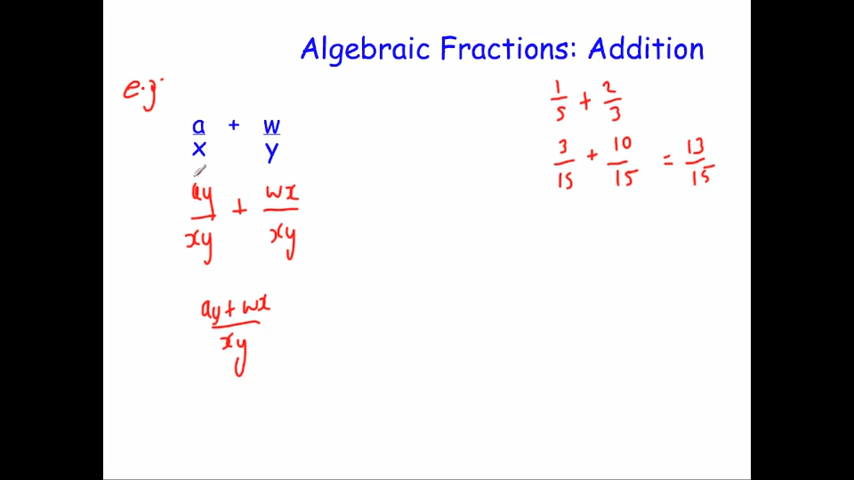 Algebraic Fractions: Addition
e.g.
a + w
x y
ay + wx
xy xy
ay + wx
xy
1 + 2
5 3
3 + 10 = 13
15 15 15